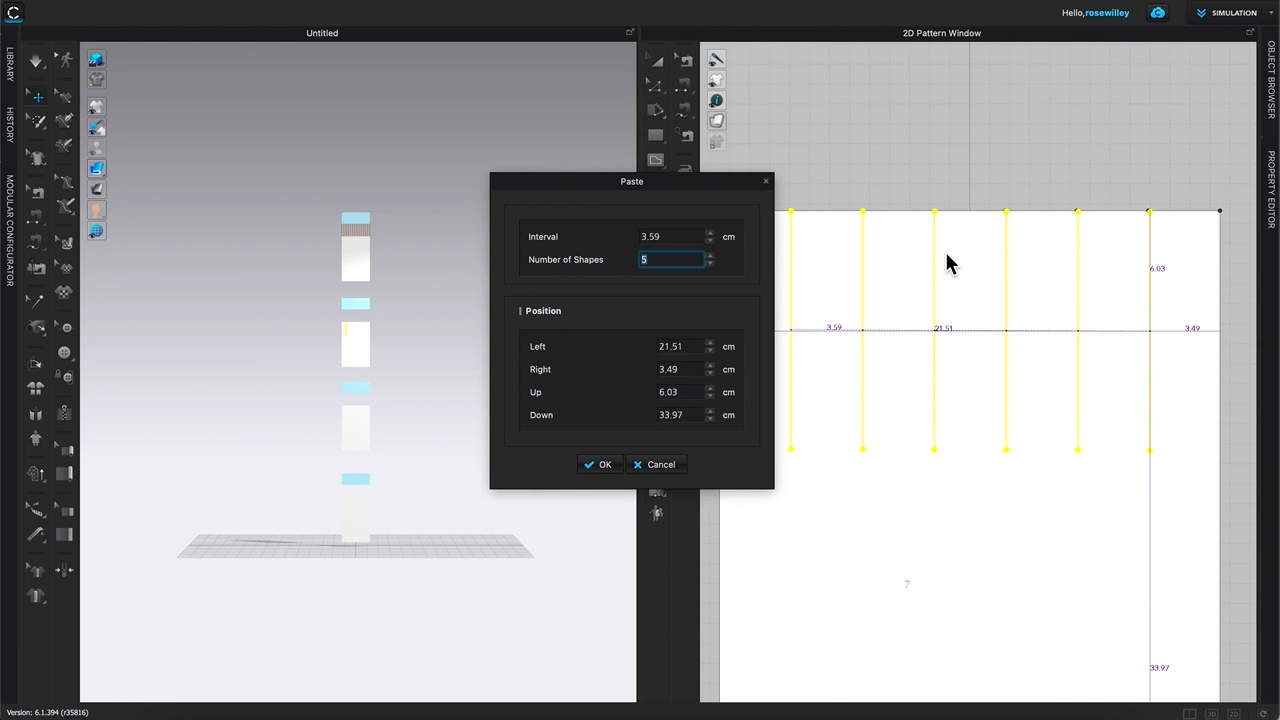 Hello,rosewilley
SIMULATION
Untitled
2D Pattern Window
LIBRARY
HISTORY
MODULAR CONFIGURATOR
OBJECT BROWSER
PROPERTY EDITOR
Paste
Interval 3.59 cm
Number of Shapes 5
Position
Left 21.51 cm
Right 3.49 cm
Up 6.03 cm
Down 33.97 cm
OK Cancel
6.03
3.59 21.51 3.49
7
33.97
Version: 6.1.394 (r35816)
3D 2D